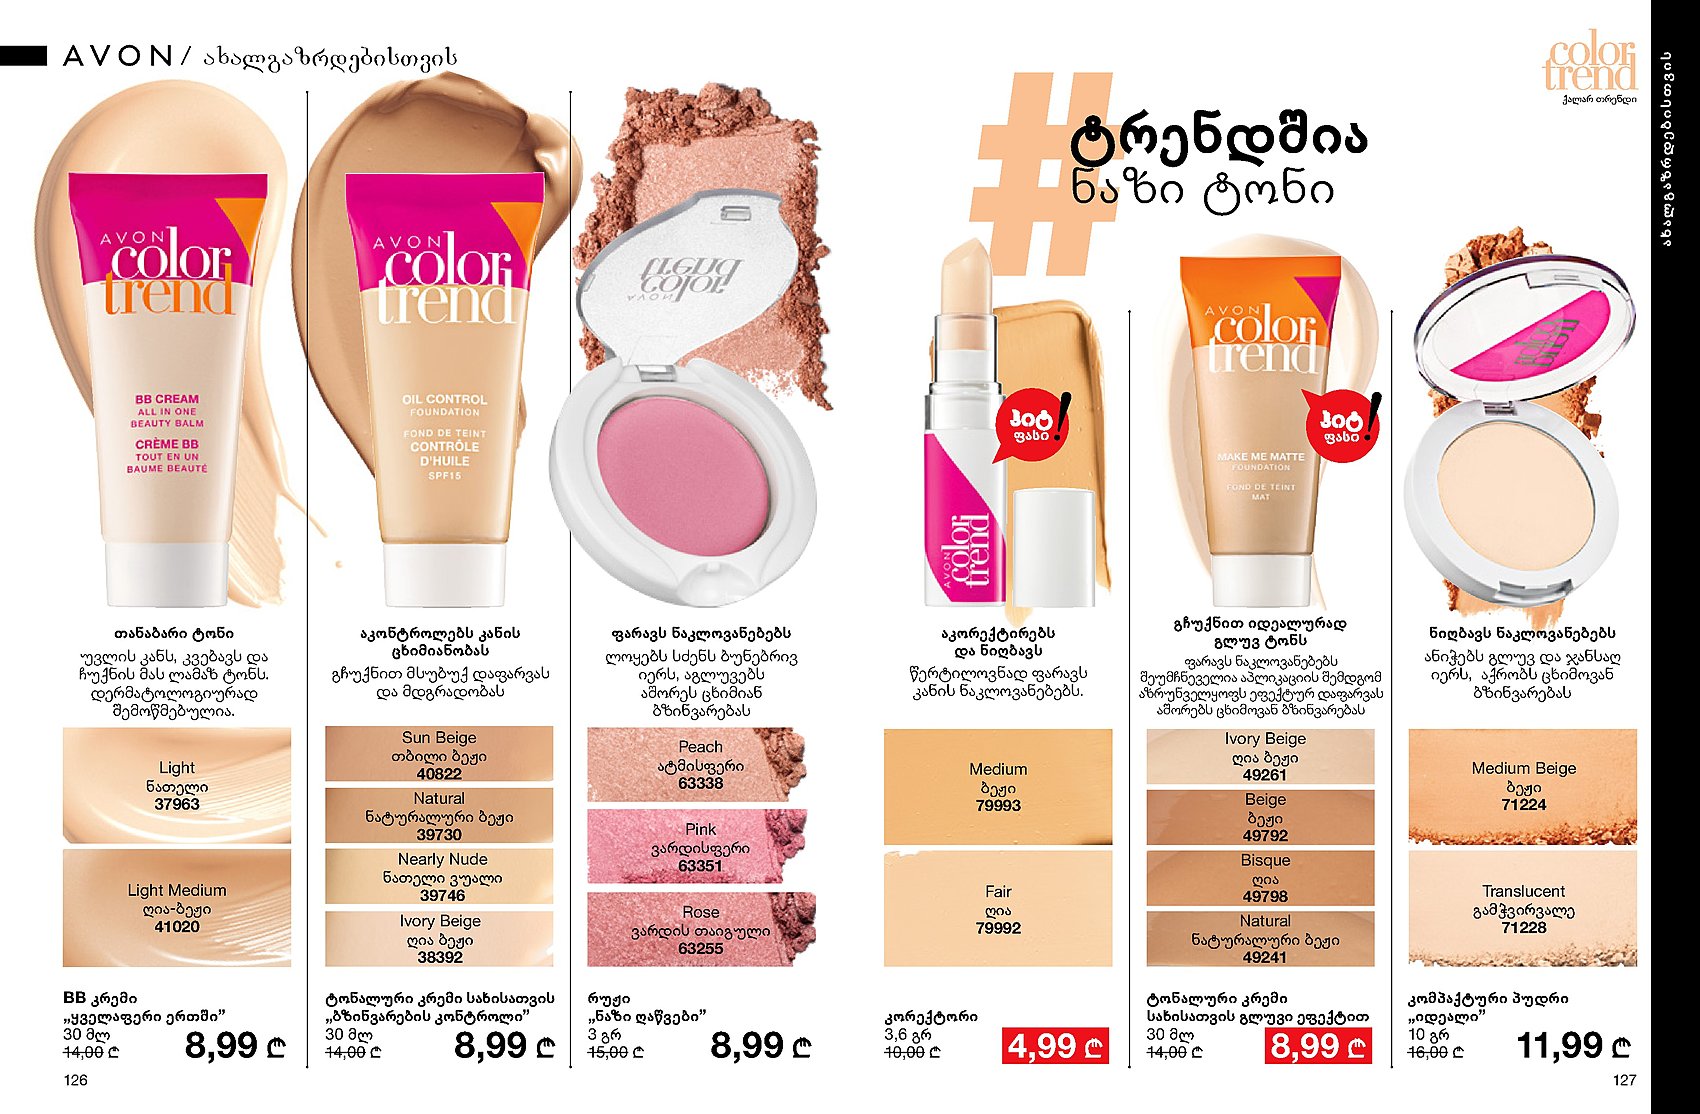 AVON/ ახალგაზრდებისთვის
color
trend
ქალარ თრენდი
ახალგაზრდებისთვის
#ტრენდშია
ნაზი ტონი
AVON
color
trend
BB CREAM
ALL IN ONE
BEAUTY BALM
CRÈME BB
TOUT EN UN
BAUME BEAUTÉ
AVON
color
trend
OIL CONTROL
FOUNDATION
FOND DE TEINT
CONTRÔLE
D'HUILE
SPF15
AVON
color
trend
AVON
color
trend
ჰიტ
ფასი!
AVON
color
trend
MAKE ME MATTE
FOUNDATION
FOND DE TEINT
MAT
ჰიტ
ფასი!
თანაბარი ტონი
უვლის კანს, კვებავს და
ჩუქნის მას ლამაზ ტონს.
დერმატოლოგიურად
შემოწმებულია.
Light
ნათელი
37963
Light Medium
ღია-ბეჟი
41020
BB კრემი
„ყველაფერი ერთში”
30 მლ
14,00 ₾
8,99 ₾
აკონტროლებს კანის
ცხიმიანობას
გჩუქნით მსუბუქ დაფარვას
და მდგრადობას
Sun Beige
თბილი ბეჟი
40822
Natural
ნატურალური ბეჟი
39730
Nearly Nude
ნათელი ვუალი
39746
Ivory Beige
ღია ბეჟი
38392
ტონალური კრემი სახისათვის
„ბზინვარების კონტროლი”
30 მლ
14,00 ₾
8,99 ₾
ფარავს ნაკლოვანებებს
ლოყებს სძენს ბუნებრივ
იერს, აგლუვებს
აშორეს ცხიმიან
ბზინვარებას
Peach
ატმისფერი
63338
Pink
ვარდისფერი
63351
Rose
ვარდის თაიგული
63255
რუჟი
„ნაზი ღაწვები”
3 გრ
15,00 ₾
8,99 ₾
აკორექტირებს
და ნიღბავს
წერტილოვნად ფარავს
კანის ნაკლოვანებებს.
Medium
ბეჟი
79993
Fair
ღია
79992
კორექტორი
3,6 გრ
10,00 ₾
4,99 ₾
გჩუქნით იდეალურად
გლუვ ტონს
ფარავს ნაკლოვანებებს
შეუმჩნეველია აპლიკაციის შემდგომ
აზრუნველყოფს ეფექტურ დაფარვას
აშორებს ცხიმოვან ბზინვარებას
Ivory Beige
ღია ბეჟი
49261
Beige
ბეჟი
49792
Bisque
ღია
49798
Natural
ნატურალური ბეჟი
49241
ტონალური კრემი
სახისათვის გლუვი ეფექტით
30 მლ
14,00 ₾
8,99 ₾
ნიღბავს ნაკლოვანებებს
ანიჭებს გლუვ და ჯანსაღ
იერს, აქრობს ცხიმოვან
ბზინვარებას
Medium Beige
ბეჟი
71224
Translucent
გამჭვირვალე
71228
კომპაქტური პუდრი
„იდეალი”
10 გრ
16,00 ₾
11,99 ₾
126
127